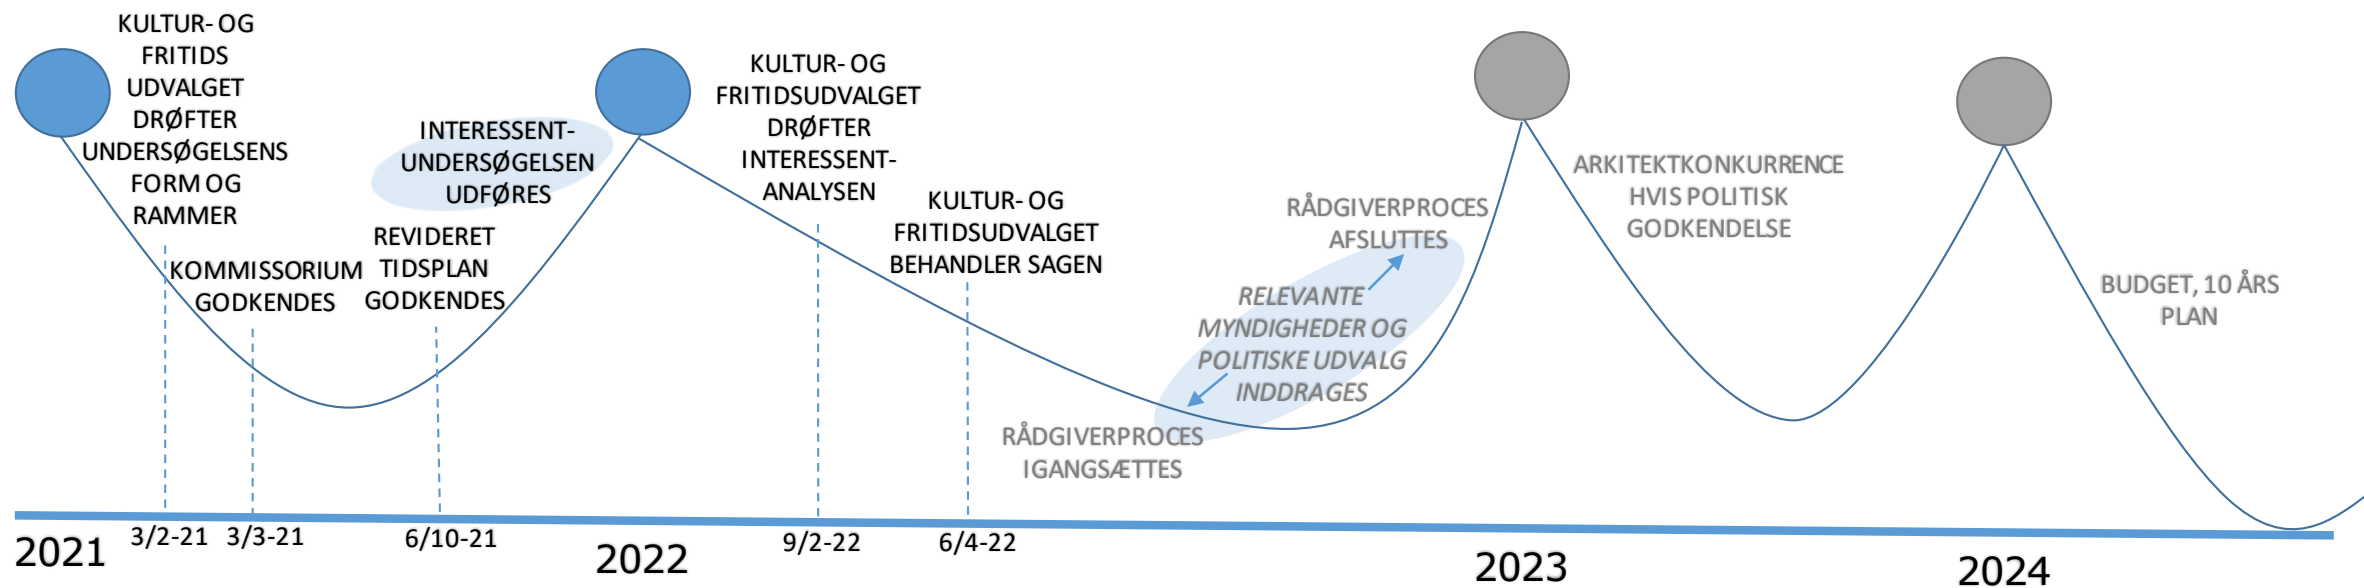 KULTUR- OG
FRITIDS
UDVALGET
DRØFTER
UNDERSØGELSENS
FORM OG
RAMMER
KOMMISSORIUM
GODKENDES
INTERESSENT-
UNDERSØGELSEN
UDFØRES
REVIDERET
TIDSPLAN
GODKENDES
KULTUR- OG
FRITIDSUDVALGET
DRØFTER
INTERESSENT-
ANALYSEN
KULTUR- OG
FRITIDSUDVALGET
BEHANDLER SAGEN
RÅDGIVERPROCES
IGANGSÆTTES
RELEVANTE
MYNDIGHEDER OG
POLITISKE UDVALG
INDDRAGES
RÅDGIVERPROCES
AFSLUTTES
ARKITEKTKONKURRENCE
HVIS POLITISK
GODKENDELSE
BUDGET, 10 ÅRS
PLAN
2021
3/2-21
3/3-21
6/10-21
2022
9/2-22
6/4-22
2023
2024